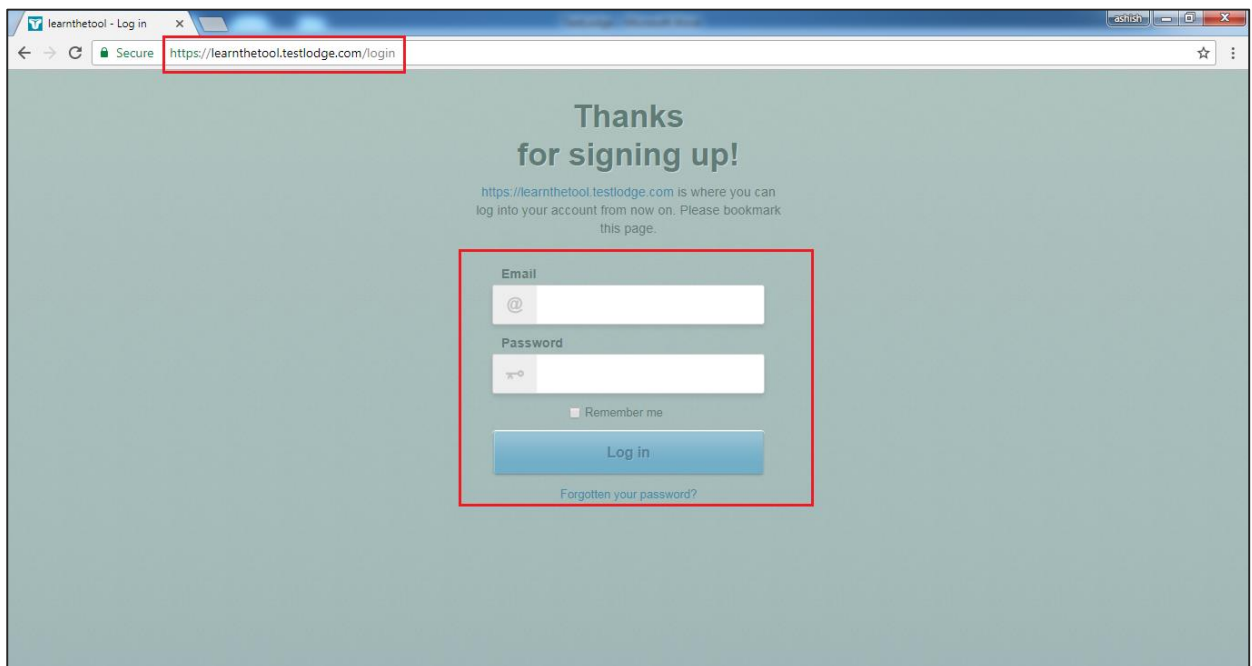 learnthetool - Log in
ashish
Secure
https://learnthetool.testlodge.com/login
Thanks
for signing up!
https://learnthetool.testlodge.com is where you can
log into your account from now on. Please bookmark
this page.
Email
@
Password
Remember me
Log in
Forgotten your password?